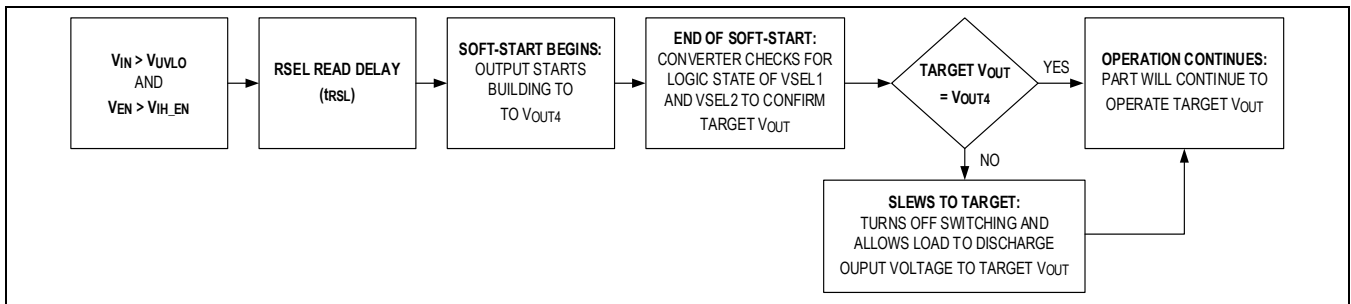 VIN > VUVLO
AND
VEN > VIH_EN
RSEL READ DELAY
(tRSL)
SOFT-START BEGINS:
OUTPUT STARTS
BUILDING TO
TO VOUT4
END OF SOFT-START:
CONVERTER CHECKS FOR
LOGIC STATE OF VSEL1
AND VSEL2 TO CONFIRM
TARGET VOUT
TARGET VOUT
= VOUT4
YES
OPERATION CONTINUES:
PART WILL CONTINUE TO
OPERATE TARGET VOUT
NO
SLEWS TO TARGET:
TURNS OFF SWITCHING AND
ALLOWS LOAD TO DISCHARGE
OUPUT VOLTAGE TO TARGET VOUT